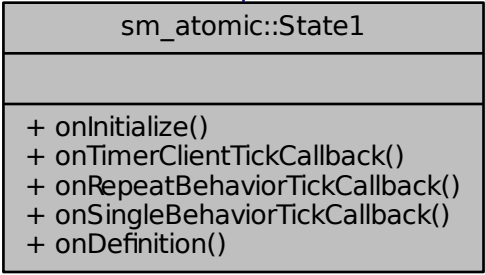 sm_atomic::State1
+ onInitialize()
+ onTimerClientTickCallback()
+ onRepeatBehaviorTickCallback()
+ onSingleBehaviorTickCallback()
+ onDefinition()